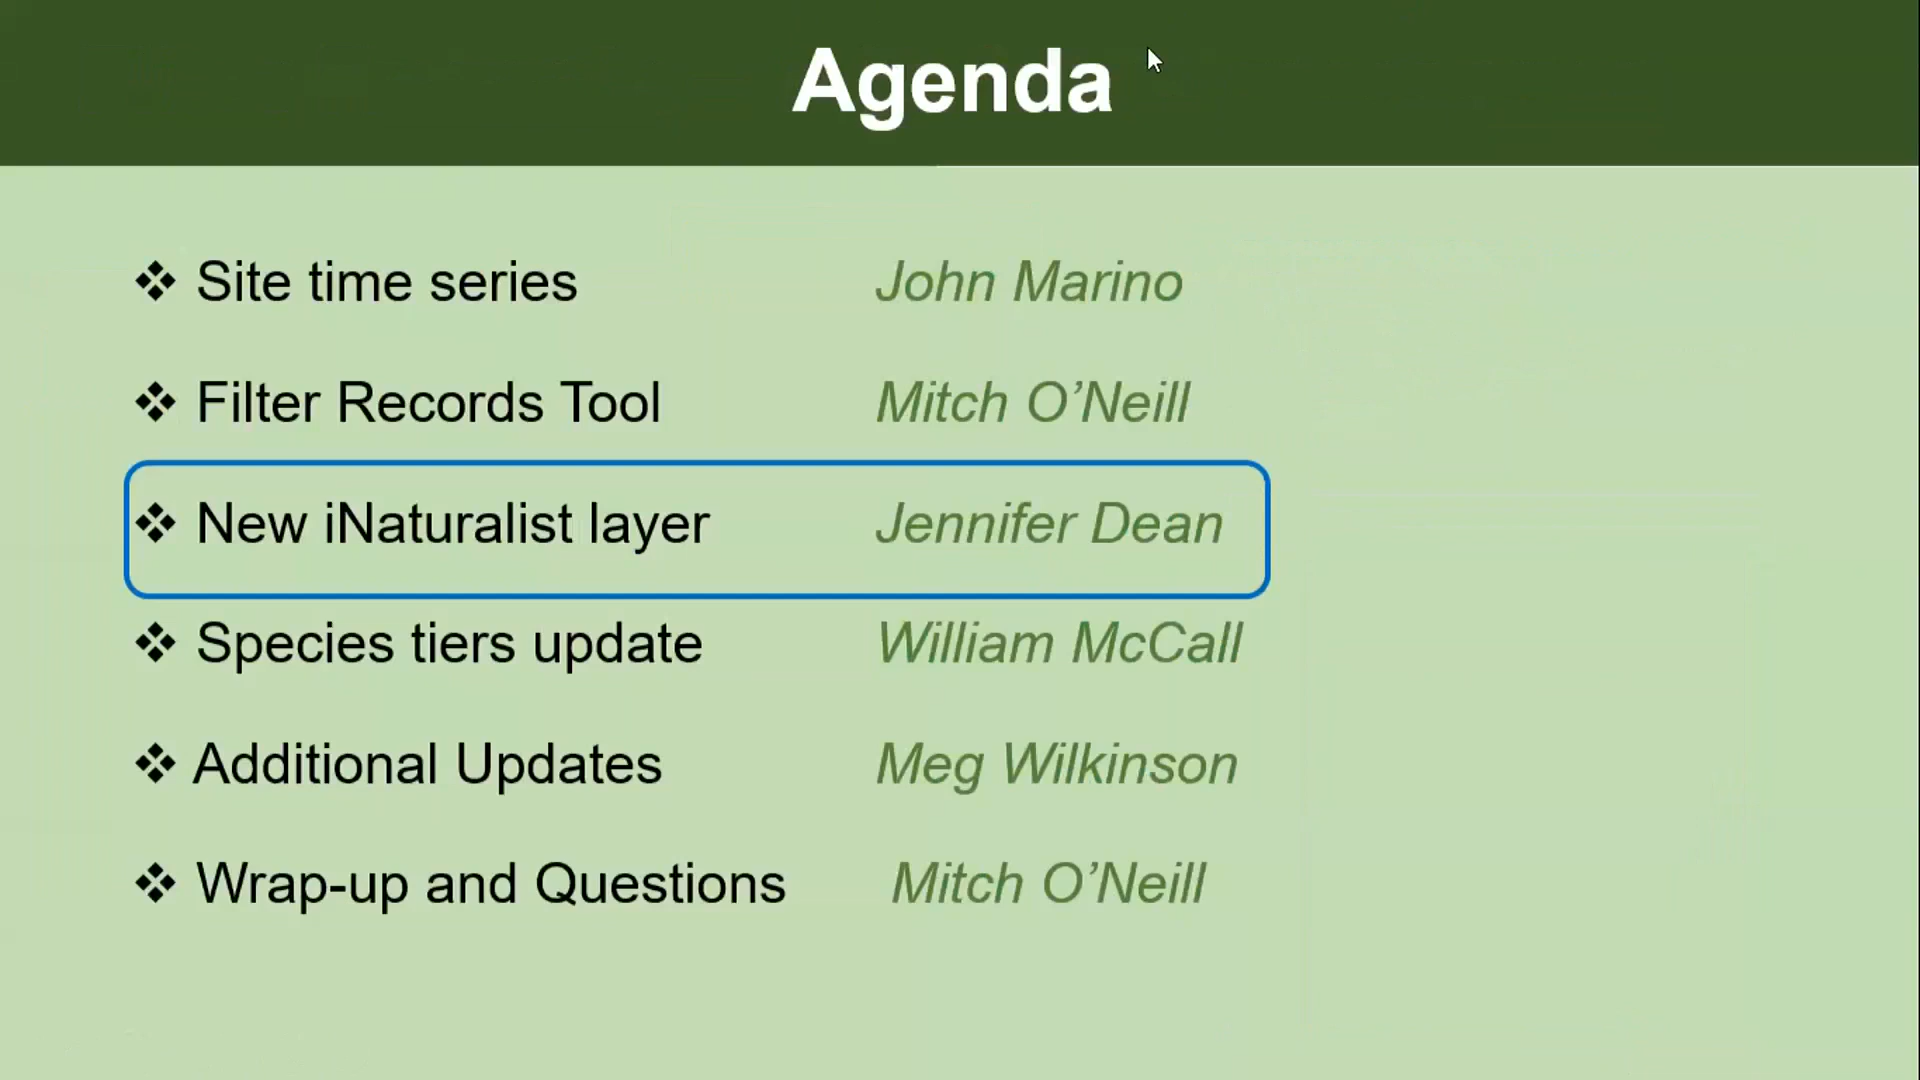 Agenda
❖ Site time series John Marino
❖ Filter Records Tool Mitch O’Neill
❖ New iNaturalist layer Jennifer Dean
❖ Species tiers update William McCall
❖ Additional Updates Meg Wilkinson
❖ Wrap-up and Questions Mitch O’Neill